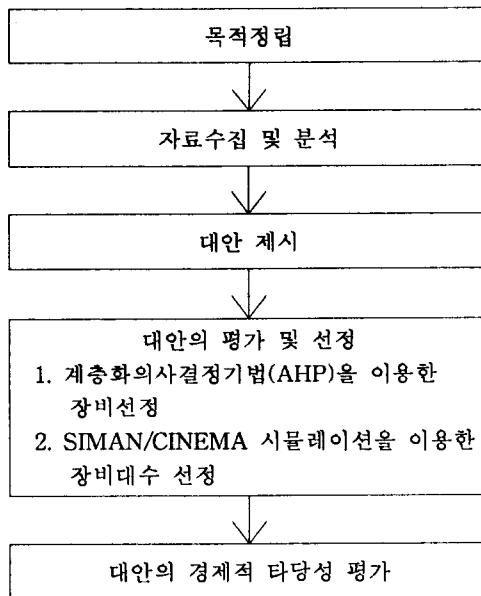 목적정립
자료수집 및 분석
대안 제시
대안의 평가 및 선정
1. 계층화의사결정기법(AHP)을 이용한
장비선정
2. SIMAN/CINEMA 시뮬레이션을 이용한
장비대수 선정
대안의 경제적 타당성 평가